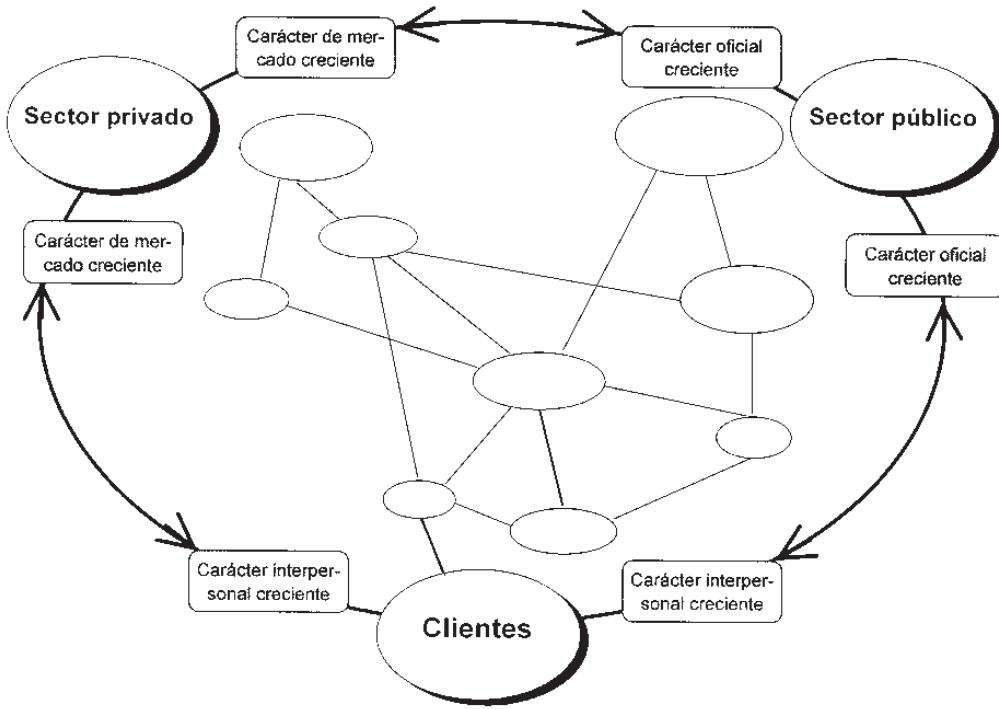 Carácter de mer-
cado creciente
Carácter oficial
creciente
Sector privado
Sector público
Carácter de mer-
cado creciente
Carácter oficial
creciente
Carácter interper-
sonal creciente
Carácter interper-
sonal creciente
Clientes